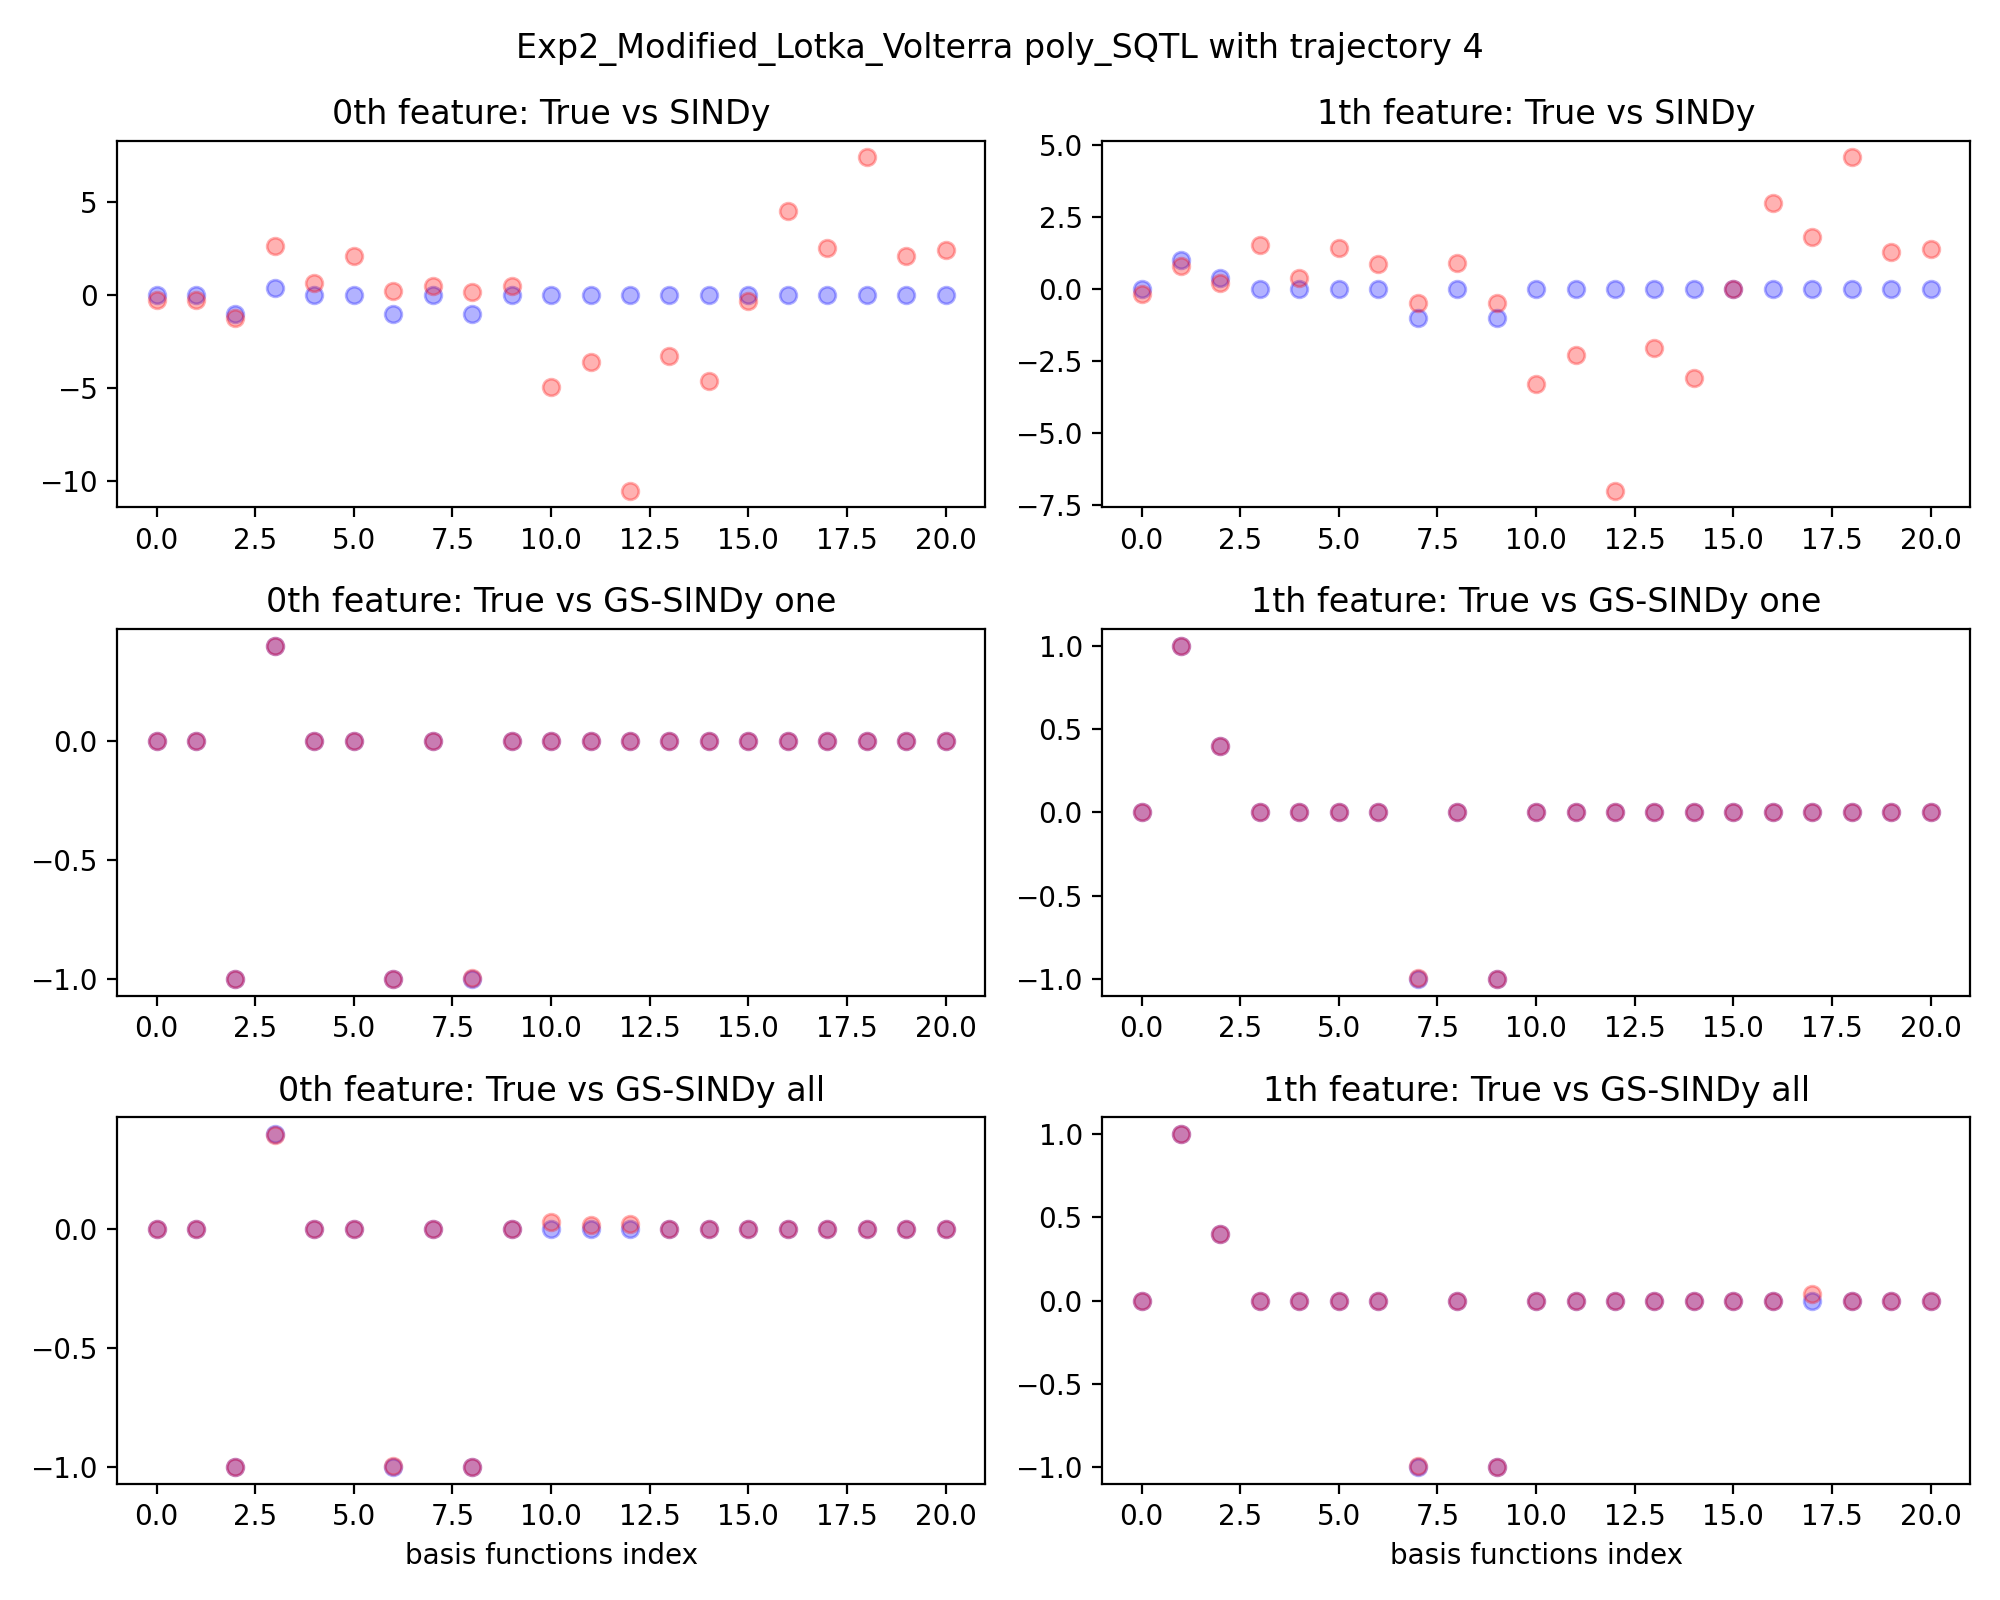 Exp2_Modified_Lotka_Volterra poly_SQTL with trajectory 4
0th feature: True vs SINDy
5
0
−5
−10
0.0 2.5 5.0 7.5 10.0 12.5 15.0 17.5 20.0
1th feature: True vs SINDy
5.0
2.5
0.0
−2.5
−5.0
−7.5
0.0 2.5 5.0 7.5 10.0 12.5 15.0 17.5 20.0
0th feature: True vs GS-SINDy one
0.0
−0.5
−1.0
0.0 2.5 5.0 7.5 10.0 12.5 15.0 17.5 20.0
1th feature: True vs GS-SINDy one
1.0
0.5
0.0
−0.5
−1.0
0.0 2.5 5.0 7.5 10.0 12.5 15.0 17.5 20.0
0th feature: True vs GS-SINDy all
0.0
−0.5
−1.0
0.0 2.5 5.0 7.5 10.0 12.5 15.0 17.5 20.0
basis functions index
1th feature: True vs GS-SINDy all
1.0
0.5
0.0
−0.5
−1.0
0.0 2.5 5.0 7.5 10.0 12.5 15.0 17.5 20.0
basis functions index